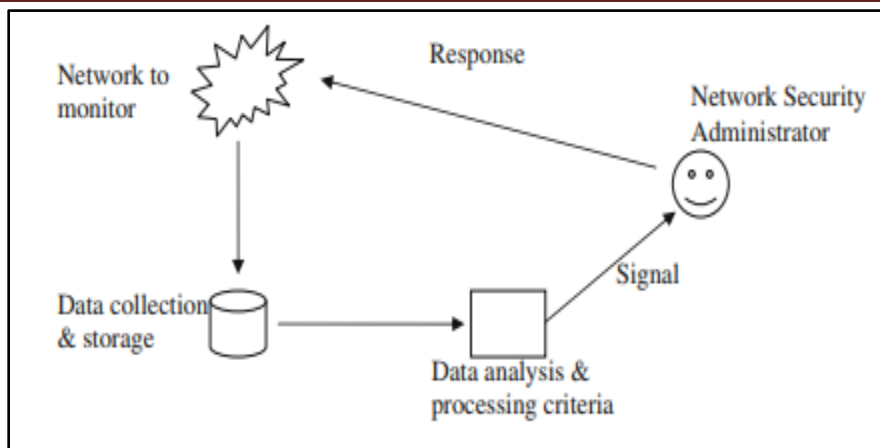 Response
Network to
monitor
Network Security
Administrator
Signal
Data collection
& storage
Data analysis &
processing criteria